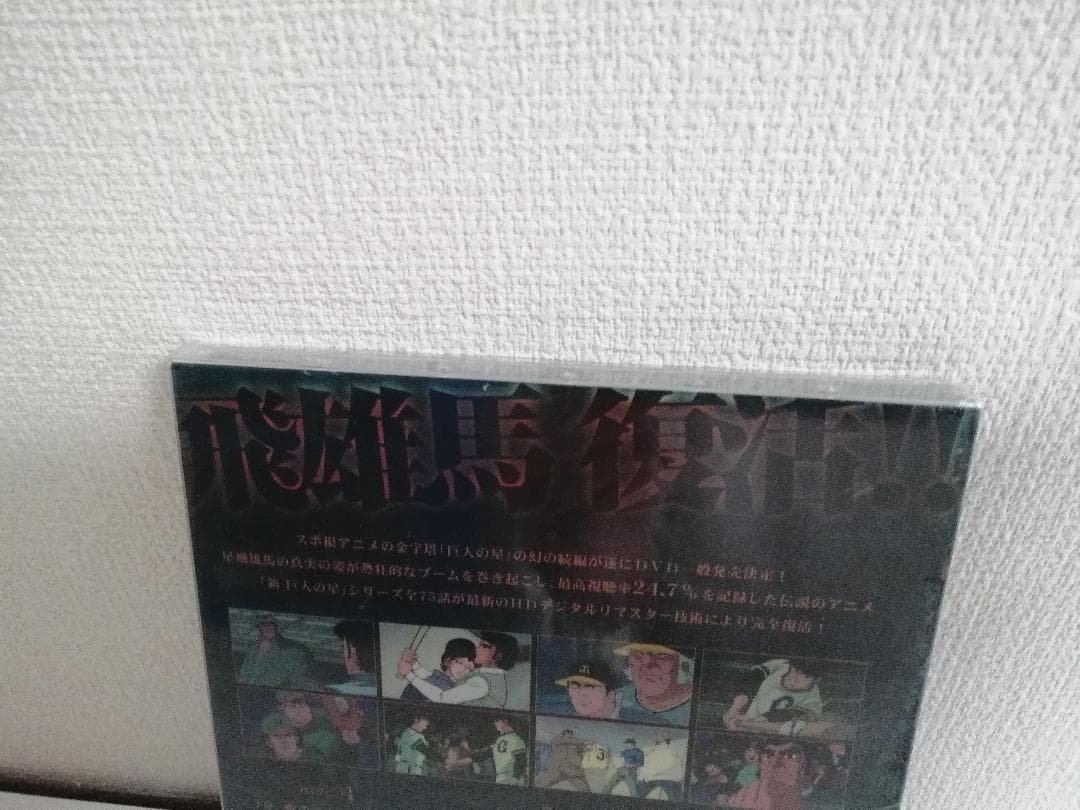 飛雄馬 復活!!
スポ根アニメの金字塔「巨人の星」の幻の続編が遂にDVD一般発売決定！
星飛雄馬の真実の姿が熱狂的なブームを巻き起こし、最高視聴率24.7%を記録した伝説のアニメ
「新 巨人の星」シリーズ全75話が最新のHDデジタルリマスター技術により完全復活！
G
G
3
4